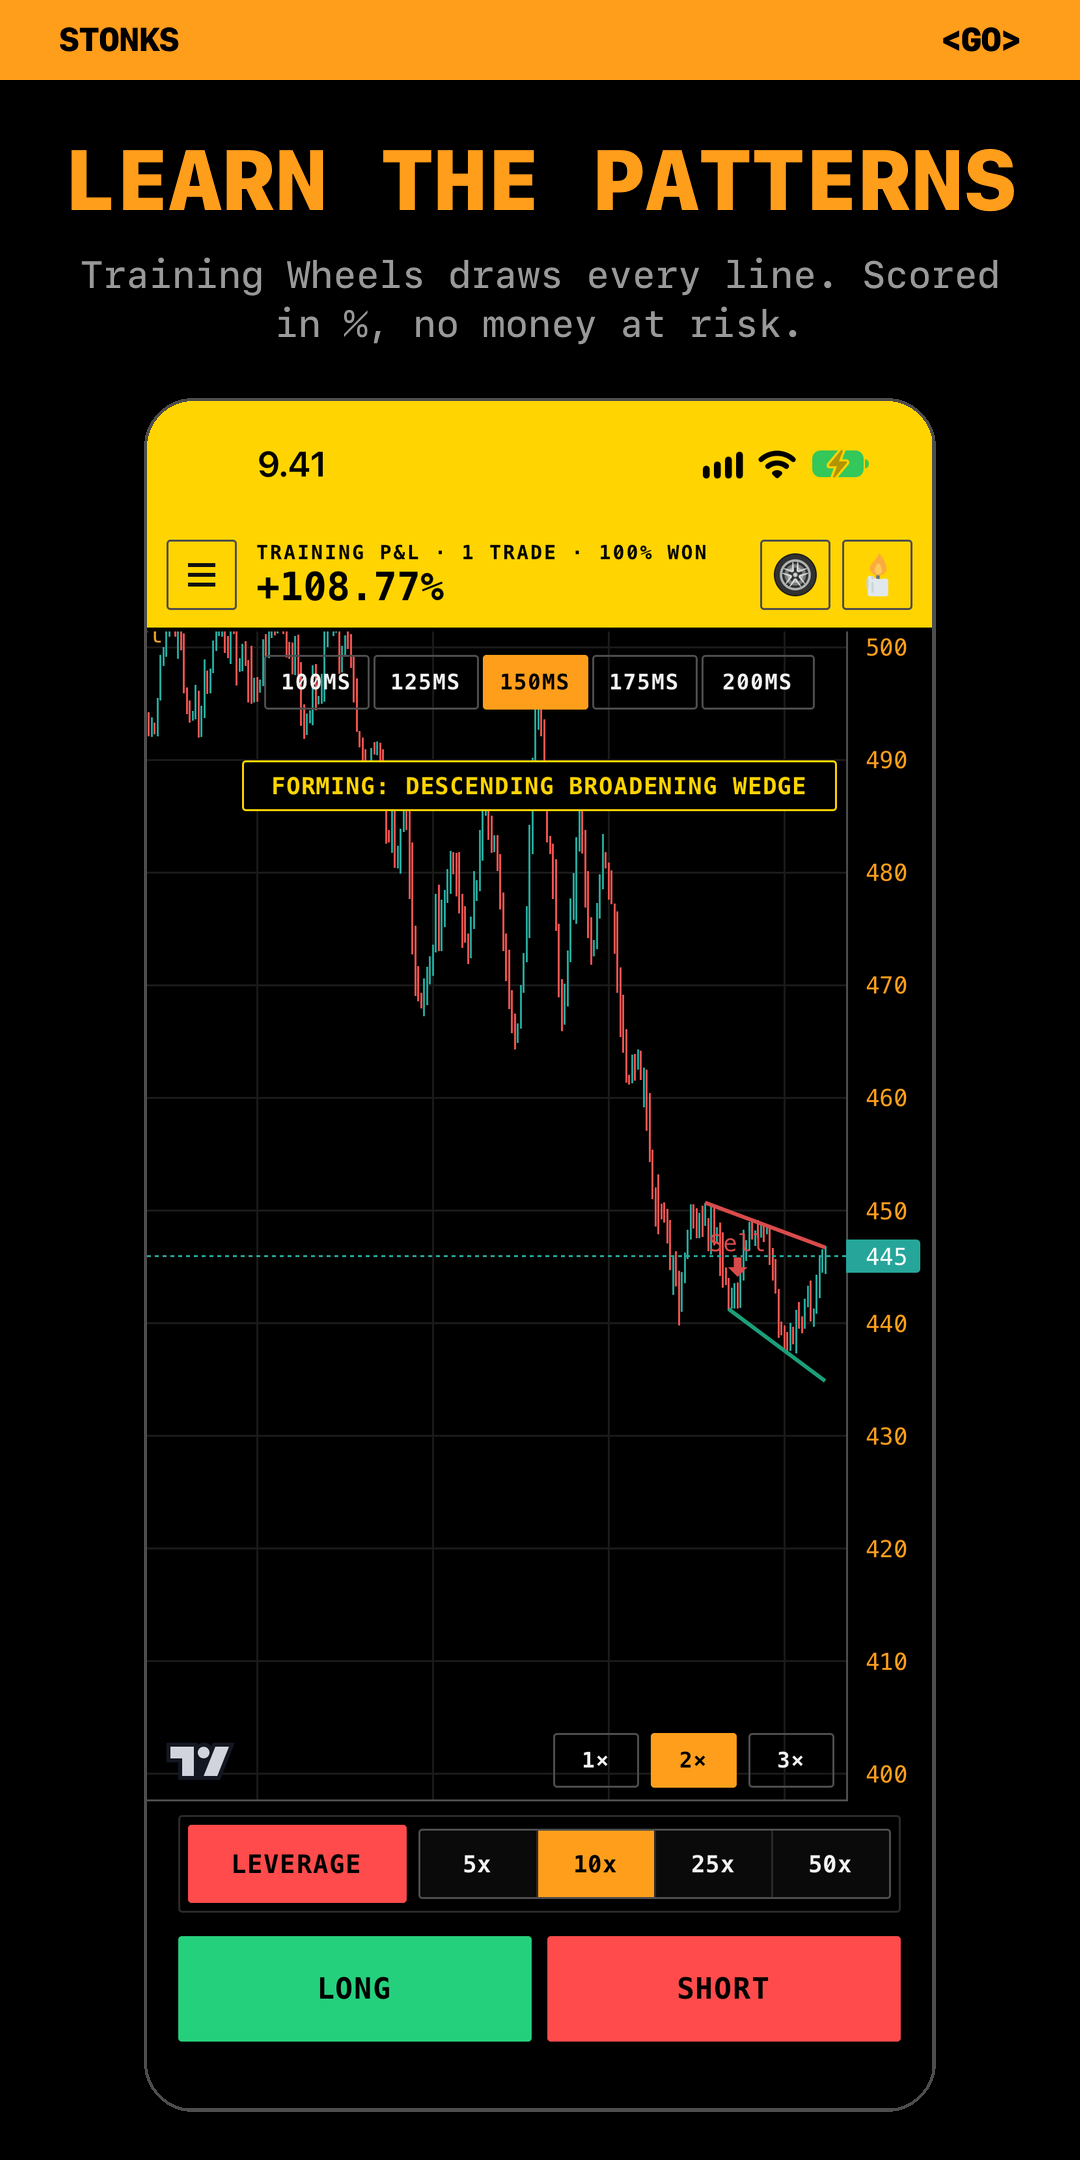 STONKS
<GO>
LEARN THE PATTERNS
Training Wheels draws every line. Scored
in %, no money at risk.
9.41
TRAINING P&L · 1 TRADE · 100% WON
+108.77%
500
100MS
125MS
150MS
175MS
200MS
490
FORMING: DESCENDING BROADENING WEDGE
480
470
460
450
Sell
445
440
430
420
410
1×
2×
3×
400
LEVERAGE
5x
10x
25x
50x
LONG
SHORT